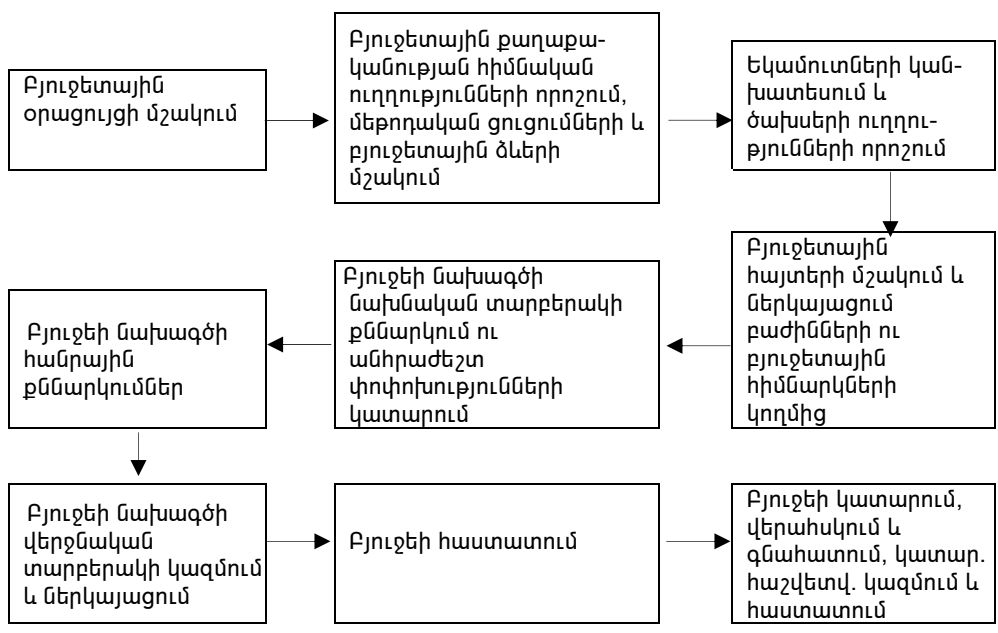 Բյուջետային
օրացույցի մշակում
Բյուջետային քաղաքա-
կանության հիմնական
ուղղությունների որոշում,
մեթոդական ցուցումների և
բյուջետային ձևերի
մշակում
Եկամուտների կան-
խատեսում և
ծախսերի ուղղու-
թյունների որոշում
Բյուջետային
հայտերի մշակում և
ներկայացում
բաժինների ու
բյուջետային
հիմնարկների
կողմից
Բյուջեի նախագծի
նախնական տարբերակի
քննարկում ու
անհրաժեշտ
փոփոխությունների
կատարում
Բյուջեի նախագծի
հանրային
քննարկումներ
Բյուջեի նախագծի
վերջնական
տարբերակի կազմում
և ներկայացում
Բյուջեի հաստատում
Բյուջեի կատարում,
վերահսկում և
գնահատում, կատար.
հաշվետվ. կազմում և
հաստատում